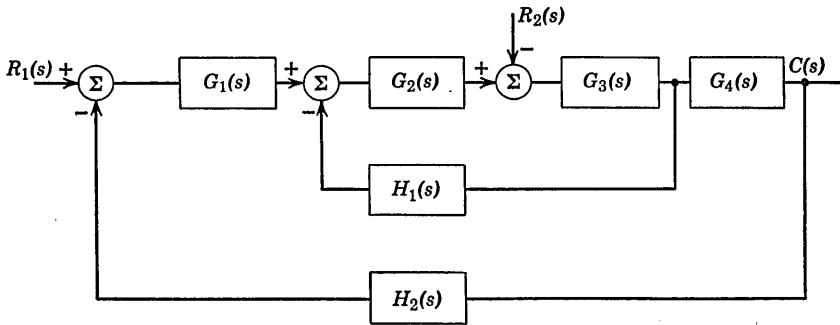 R₂(s)
−
R₁(s) + Σ G₁(s) + Σ G₂(s) + Σ G₃(s) G₄(s) C(s)
− −
H₁(s)
H₂(s)